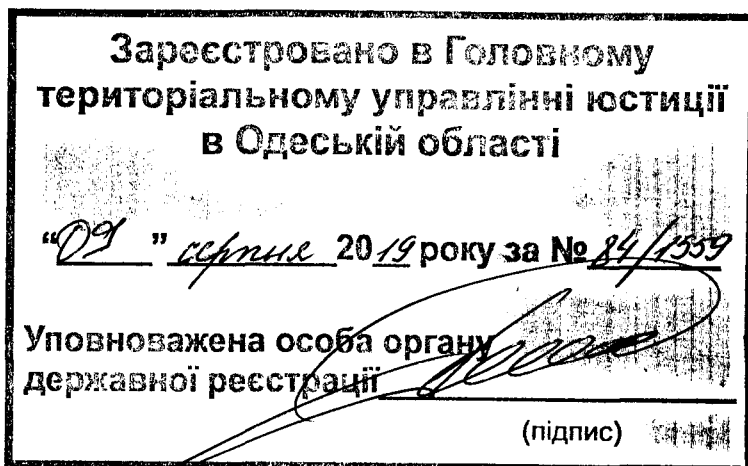 Зареєстровано в Головному
територіальному управлінні юстиції
в Одеській області
“09” серпня 2019 року за № 84/1559
Уповноважена особа органу
державної реєстрації
(підпис)